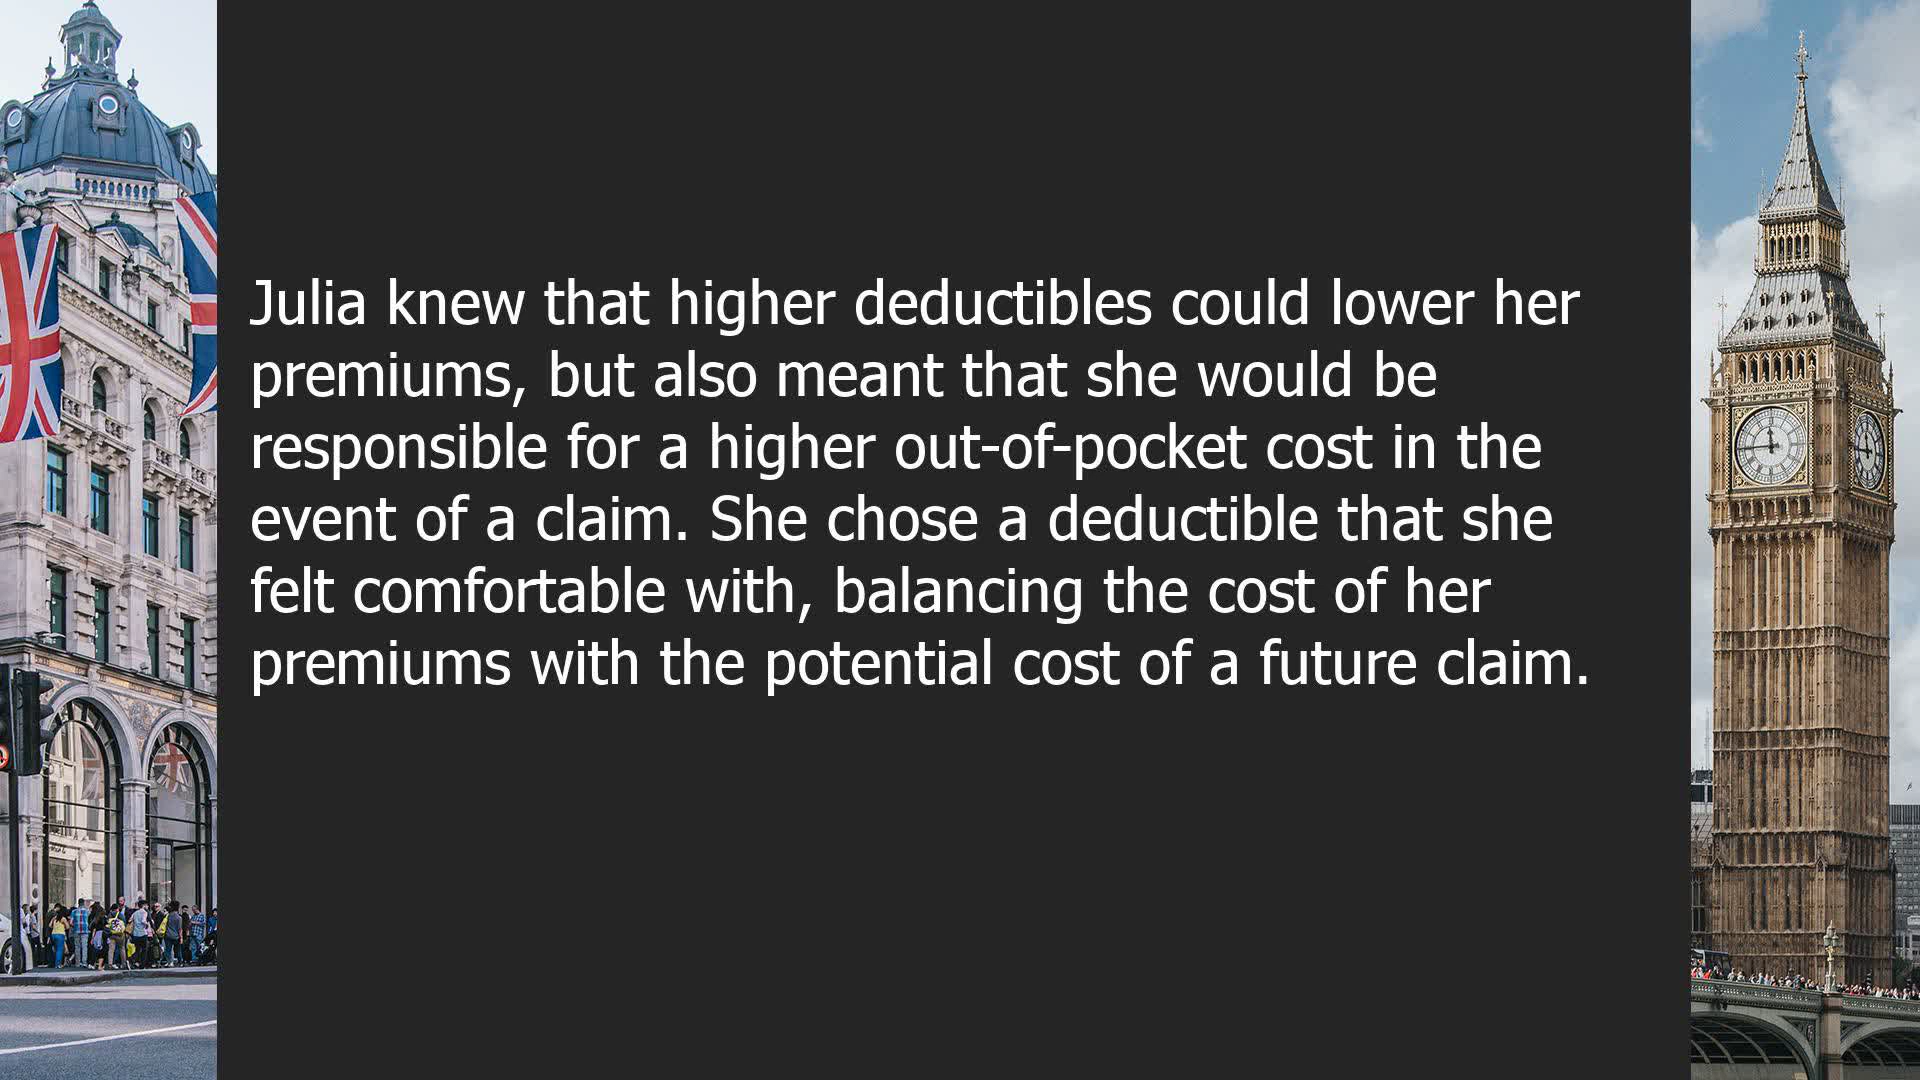 Julia knew that higher deductibles could lower her
premiums, but also meant that she would be
responsible for a higher out-of-pocket cost in the
event of a claim. She chose a deductible that she
felt comfortable with, balancing the cost of her
premiums with the potential cost of a future claim.